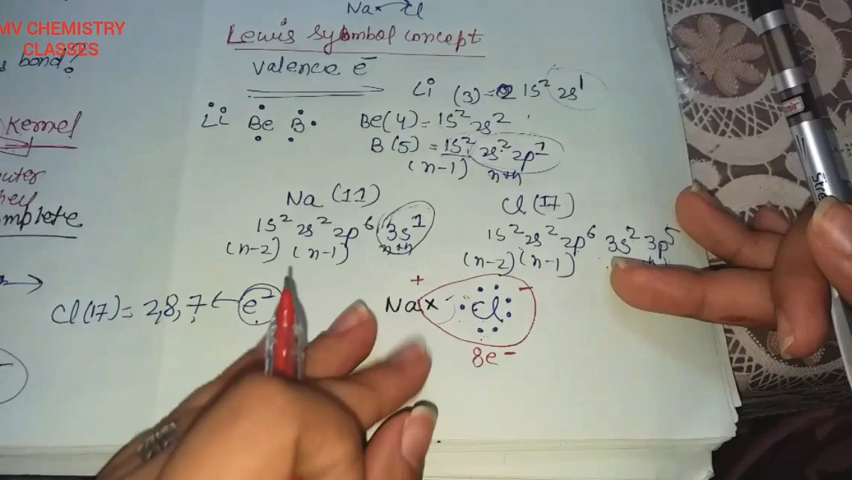 MV CHEMISTRY
CLASSES
Na Cl
Lewis symbol concept
bond?
valence e-
Li (3) = 1s² 2s¹
Kernel
Li Be B
Be(4) = 1s² 2s²
B(5) = 1s² 2s² 2p¹
(n-1) n
outer
they
complete
Na (11)
1s² 2s² 2p⁶ 3s¹
(n-2) (n-1) n
Cl (17)
1s² 2s² 2p⁶ 3s² 3p⁵
(n-2) (n-1)
Cl(17) = 2,8,7 ← e-
+ −
Na x Cl
8e-